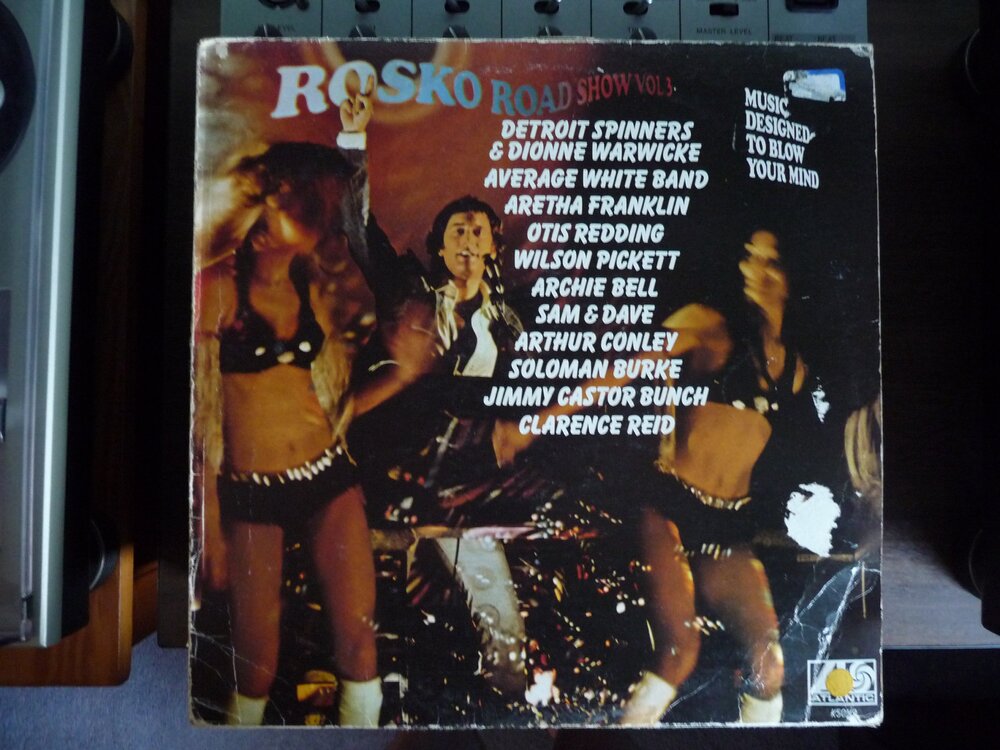 MASTER LEVEL
ROSKO ROAD SHOW VOL 3
MUSIC
DESIGNED
TO BLOW
YOUR MIND
DETROIT SPINNERS
& DIONNE WARWICKE
AVERAGE WHITE BAND
ARETHA FRANKLIN
OTIS REDDING
WILSON PICKETT
ARCHIE BELL
SAM & DAVE
ARTHUR CONLEY
SOLOMAN BURKE
JIMMY CASTOR BUNCH
CLARENCE REID
ATLANTIC